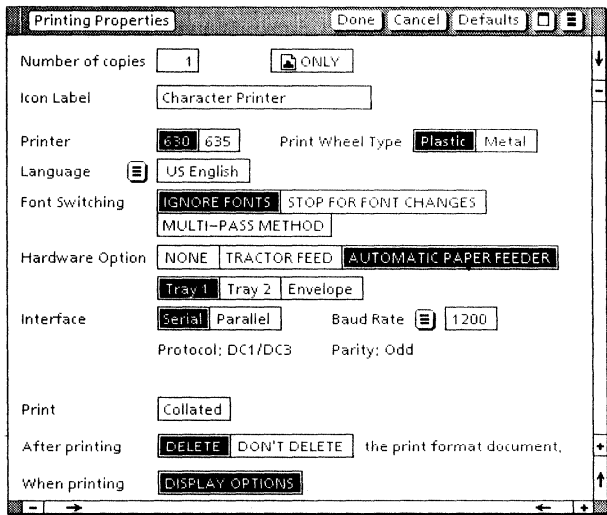 Printing Properties Done Cancel Defaults
Number of copies 1 ONLY
Icon Label Character Printer
Printer 630 635 Print Wheel Type Plastic Metal
Language US English
Font Switching IGNORE FONTS STOP FOR FONT CHANGES
MULTI-PASS METHOD
Hardware Option NONE TRACTOR FEED AUTOMATIC PAPER FEEDER
Tray 1 Tray 2 Envelope
Interface Serial Parallel Baud Rate 1200
Protocol: DC1/DC3 Parity: Odd
Print Collated
After printing DELETE DON'T DELETE the print format document.
When printing DISPLAY OPTIONS